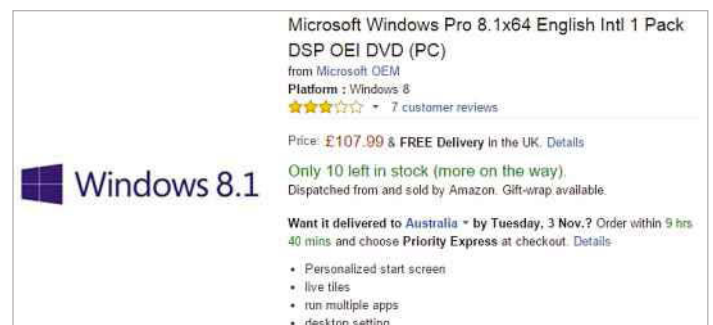 Microsoft Windows Pro 8.1x64 English Intl 1 Pack
DSP OEI DVD (PC)
from Microsoft OEM
Platform : Windows 8
7 customer reviews
Price: £107.99 & FREE Delivery in the UK. Details
Only 10 left in stock (more on the way).
Dispatched from and sold by Amazon. Gift-wrap available.
Windows 8.1
Want it delivered to Australia by Tuesday, 3 Nov.? Order within 9 hrs
40 mins and choose Priority Express at checkout. Details
• Personalized start screen
• live tiles
• run multiple apps
• desktop setting